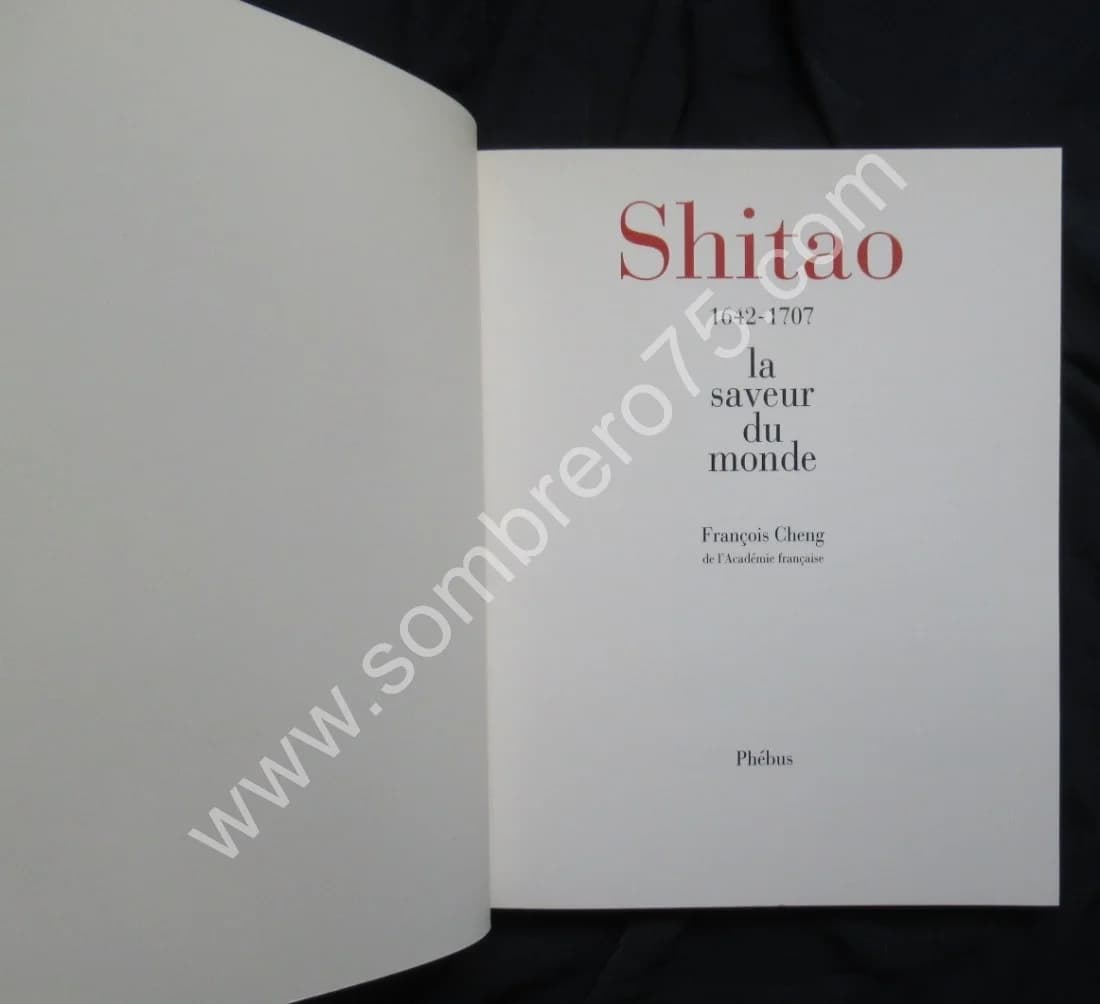 Shitao
1642-1707
la
saveur
du
monde
François Cheng
de l'Académie française
Phébus
www.sombrero75.com